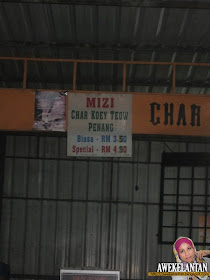 MIZI
CHAR KOEY TEOW
PENANG
Biasa - RM 3.50
Special - RM 4.50
CHAR
AWEKELANTAN